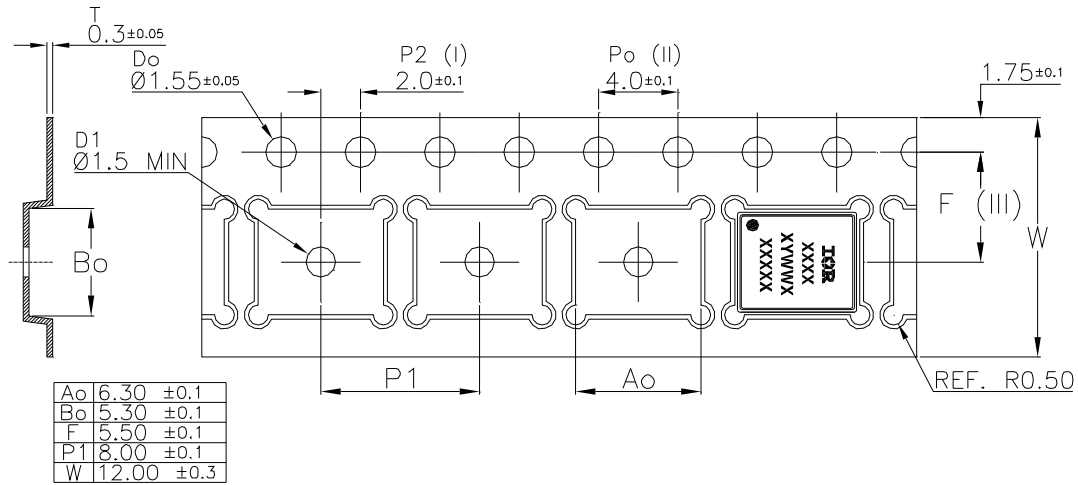 T
0.3±0.05
Do
Ø1.55±0.05
P2 (I)
2.0±0.1
Po (II)
4.0±0.1
1.75±0.1
D1
Ø1.5 MIN
Bo
F (III)
W
IOR
XXXX
XYWWX
XXXXX
P1
Ao
REF. R0.50
Ao 6.30 ±0.1
Bo 5.30 ±0.1
F 5.50 ±0.1
P1 8.00 ±0.1
W 12.00 ±0.3